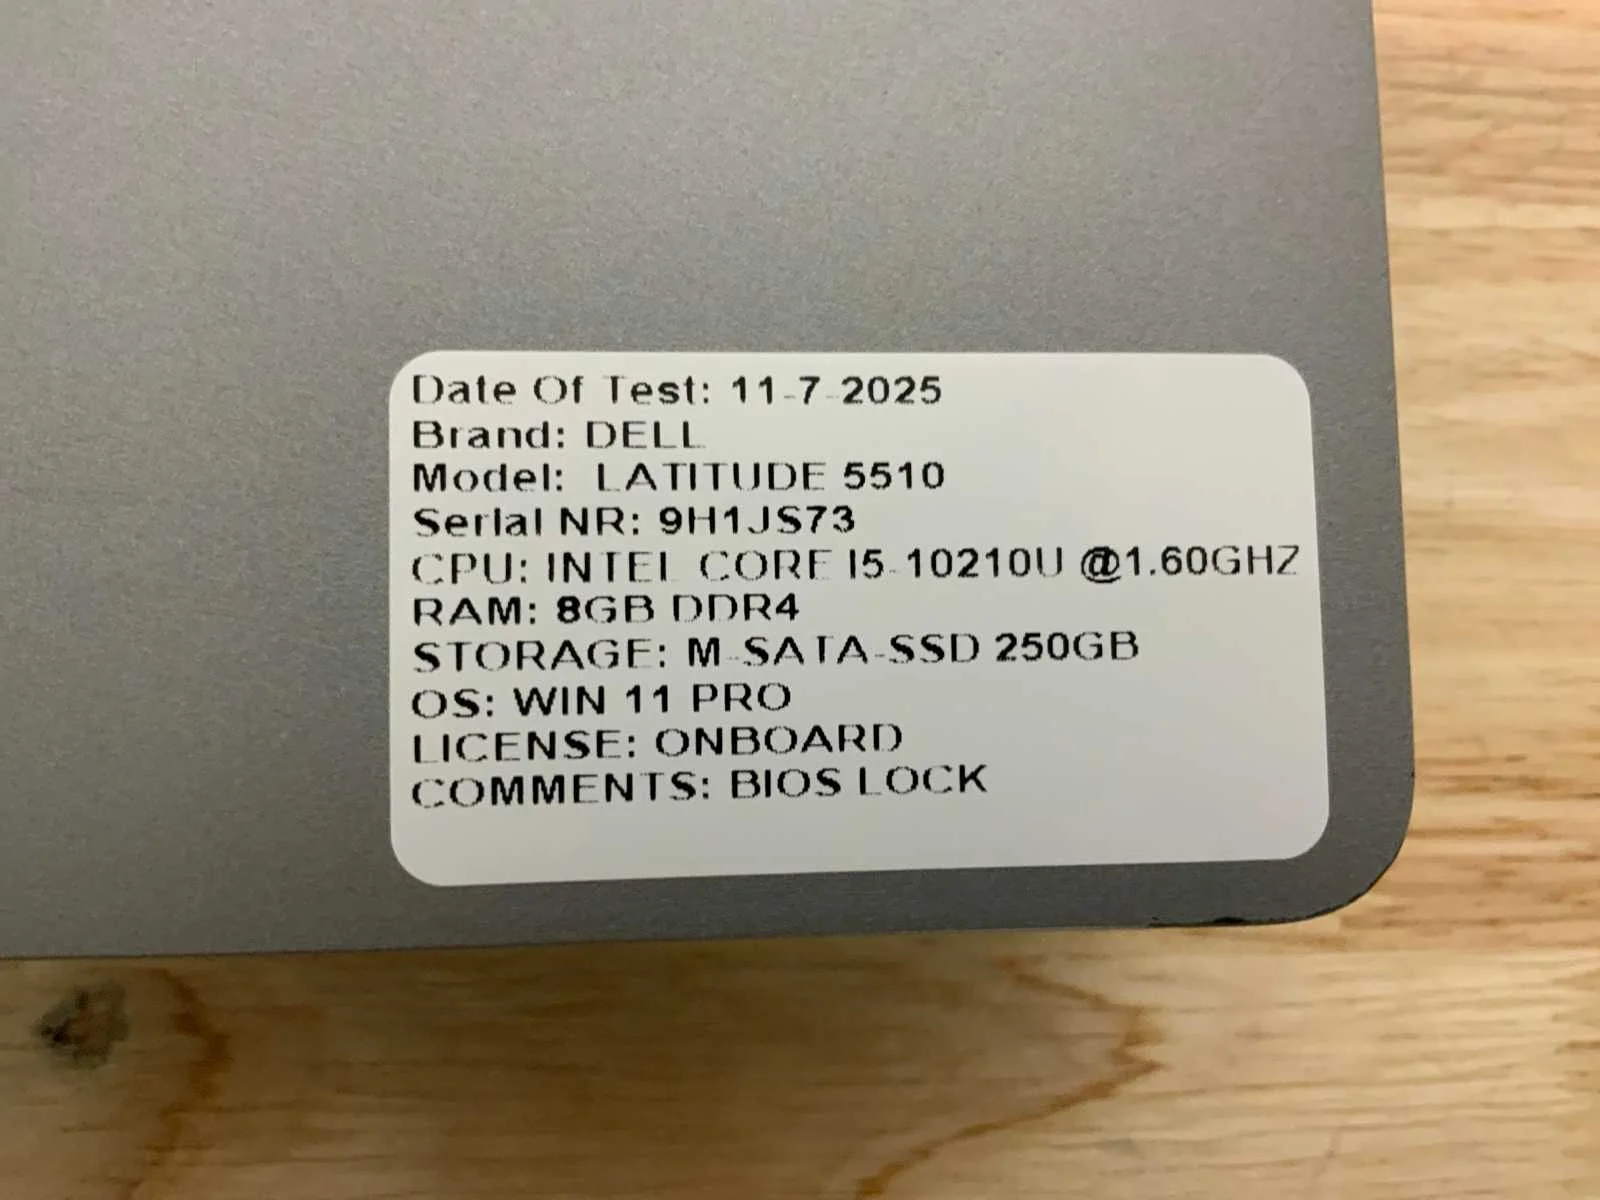 Date Of Test: 11-7-2025
Brand: DELL
Model: LATITUDE 5510
Serial NR: 9H1JS73
CPU: INTEL CORE I5-10210U @1.60GHZ
RAM: 8GB DDR4
STORAGE: M-SATA-SSD 250GB
OS: WIN 11 PRO
LICENSE: ONBOARD
COMMENTS: BIOS LOCK